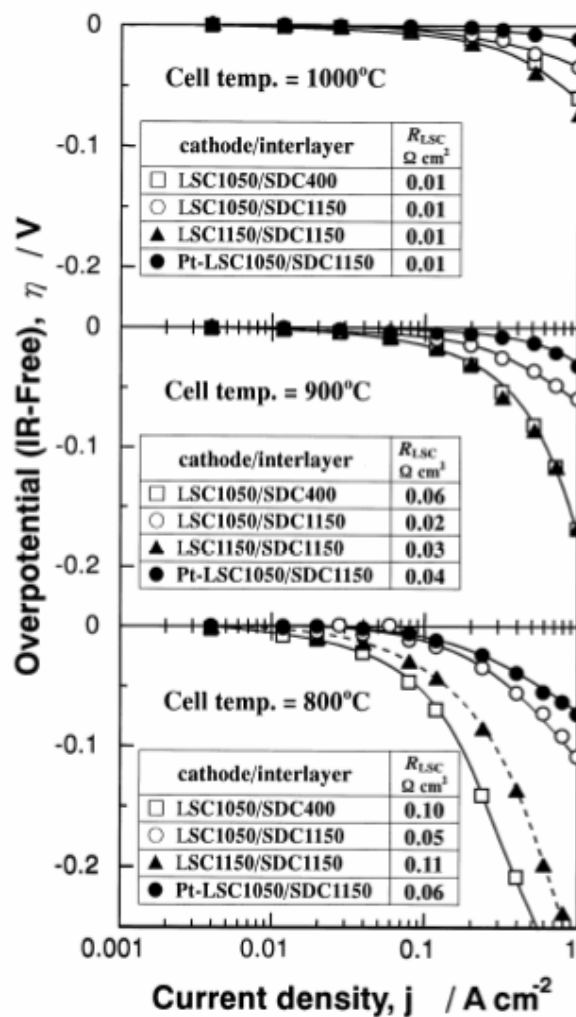 Overpotential (IR-Free), η / V
0
-0.1
-0.2
Cell temp. = 1000°C
cathode/interlayer R_LSC Ω cm²
□ LSC1050/SDC400 0.01
○ LSC1050/SDC1150 0.01
▲ LSC1150/SDC1150 0.01
● Pt-LSC1050/SDC1150 0.01
0
-0.1
-0.2
Cell temp. = 900°C
cathode/interlayer R_LSC Ω cm²
□ LSC1050/SDC400 0.06
○ LSC1050/SDC1150 0.02
▲ LSC1150/SDC1150 0.03
● Pt-LSC1050/SDC1150 0.04
0
-0.1
-0.2
Cell temp. = 800°C
cathode/interlayer R_LSC Ω cm²
□ LSC1050/SDC400 0.10
○ LSC1050/SDC1150 0.05
▲ LSC1150/SDC1150 0.11
● Pt-LSC1050/SDC1150 0.06
0.001 0.01 0.1 1
Current density, j / A cm⁻²